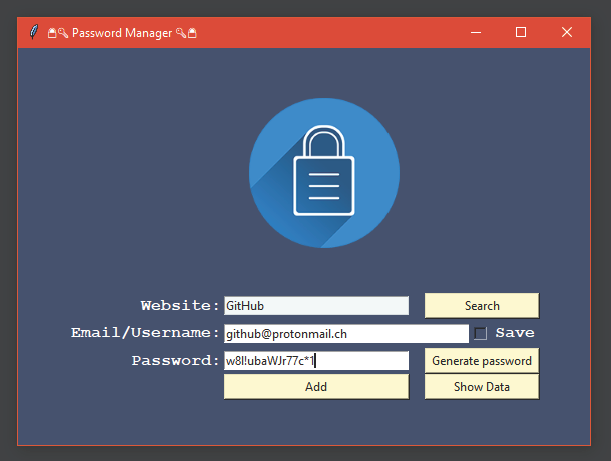 Password Manager
Website: GitHub Search
Email/Username: github@protonmail.ch Save
Password: w8l!ubaWJr77c*1 Generate password
Add Show Data